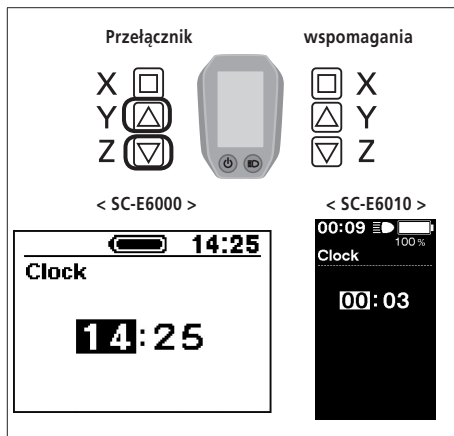 Przełącznik wspomagania
X X
Y Y
Z Z
< SC-E6000 > < SC-E6010 >
14:25
Clock
14:25
00:09
100 %
Clock
00:03